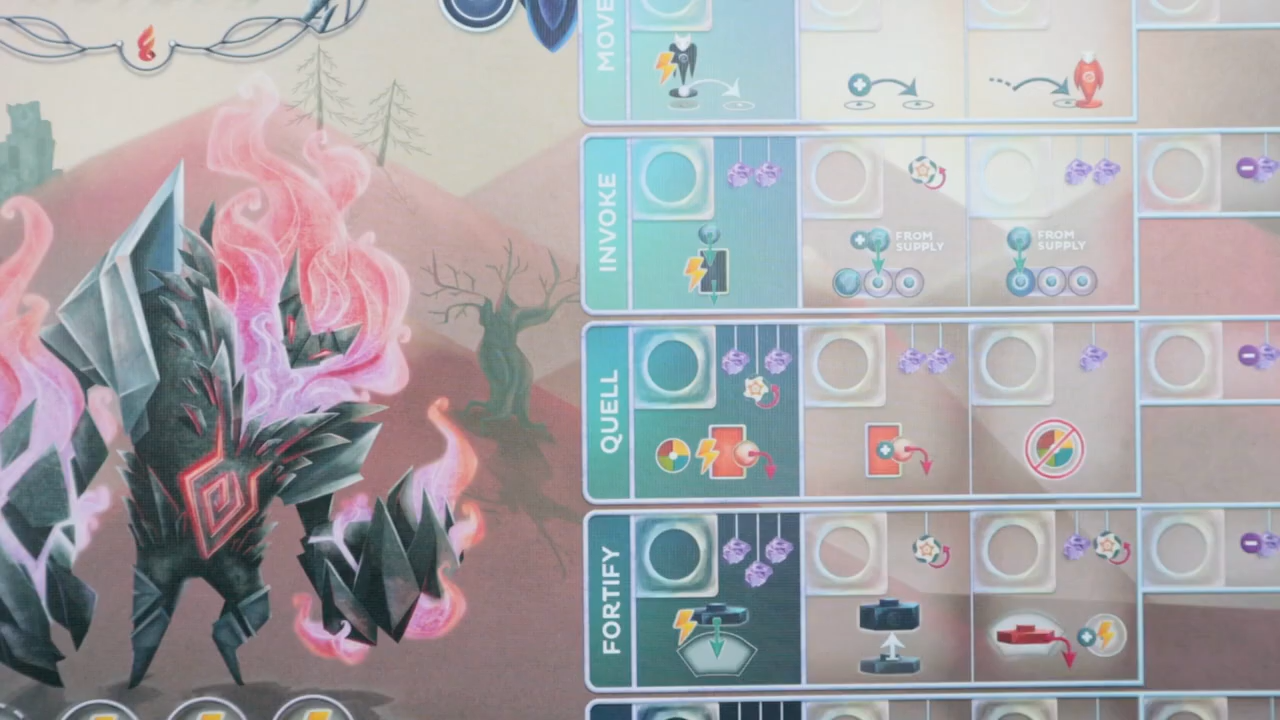 MOVE
INVOKE
FROM
SUPPLY
FROM
SUPPLY
QUELL
FORTIFY